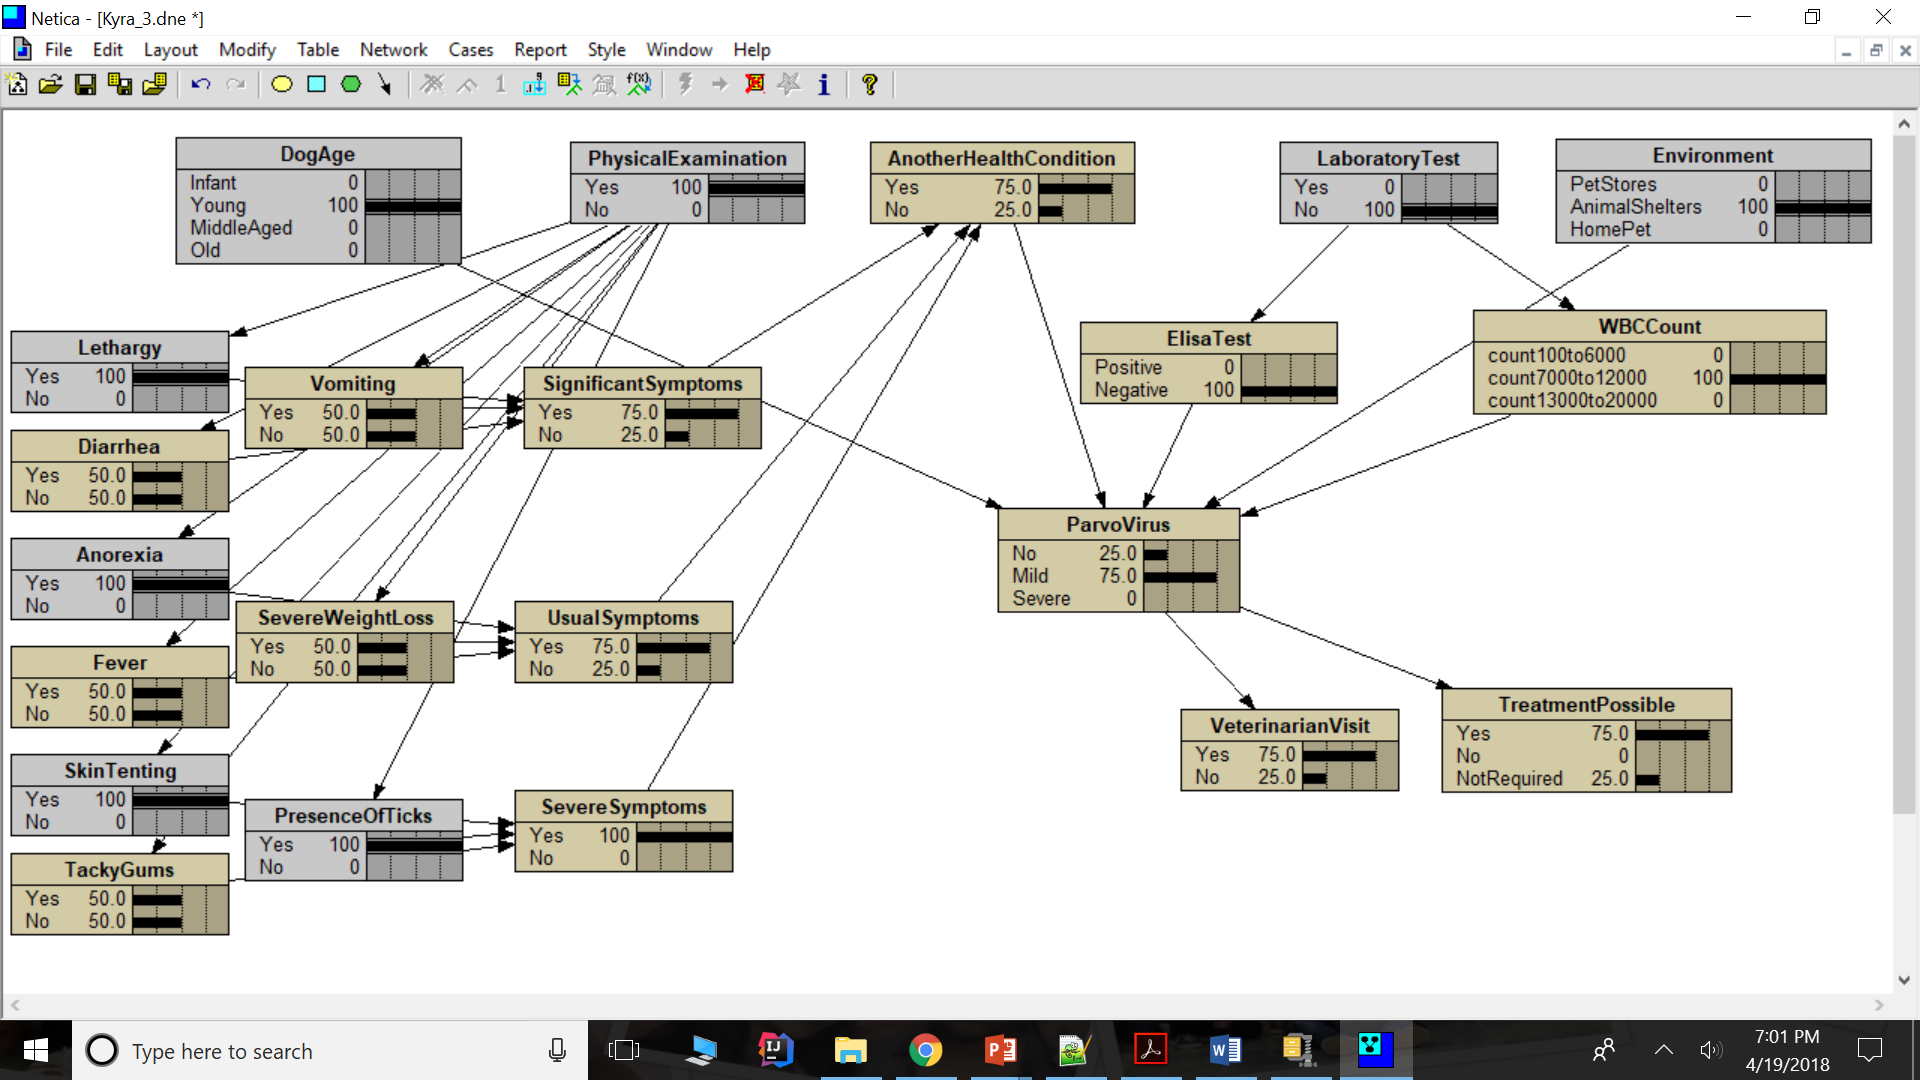 Netica - [Kyra_3.dne *]
File Edit Layout Modify Table Network Cases Report Style Window Help
1 f(x) i ?
DogAge
Infant 0
Young 100
MiddleAged 0
Old 0
PhysicalExamination
Yes 100
No 0
AnotherHealthCondition
Yes 75.0
No 25.0
LaboratoryTest
Yes 0
No 100
Environment
PetStores 0
AnimalShelters 100
HomePet 0
Lethargy
Yes 100
No 0
Vomiting
Yes 50.0
No 50.0
SignificantSymptoms
Yes 75.0
No 25.0
ElisaTest
Positive 0
Negative 100
WBCCount
count100to6000 0
count7000to12000 100
count13000to20000 0
Diarrhea
Yes 50.0
No 50.0
Anorexia
Yes 100
No 0
ParvoVirus
No 25.0
Mild 75.0
Severe 0
SevereWeightLoss
Yes 50.0
No 50.0
UsualSymptoms
Yes 75.0
No 25.0
Fever
Yes 50.0
No 50.0
VeterinarianVisit
Yes 75.0
No 25.0
TreatmentPossible
Yes 75.0
No 0
NotRequired 25.0
SkinTenting
Yes 100
No 0
PresenceOfTicks
Yes 100
No 0
SevereSymptoms
Yes 100
No 0
TackyGums
Yes 50.0
No 50.0
Type here to search
7:01 PM
4/19/2018